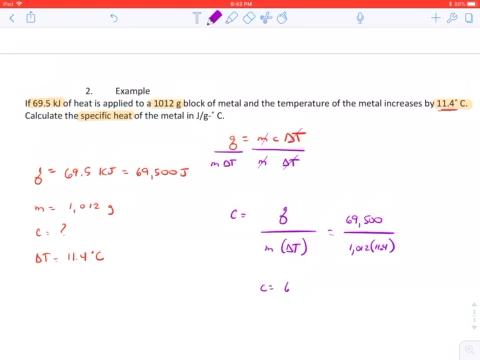 iPad
9:43 PM
88%
2. Example
If 69.5 kJ of heat is applied to a 1012 g block of metal and the temperature of the metal increases by 11.4° C.
Calculate the specific heat of the metal in J/g-° C.
q = m c ΔT
m ΔT m ΔT
q = 69.5 KJ = 69,500 J
m = 1,012 g
c = ?
ΔT = 11.4 °C
c = q / m (ΔT) = 69,500 / 1,012 (11.4)
c = 6